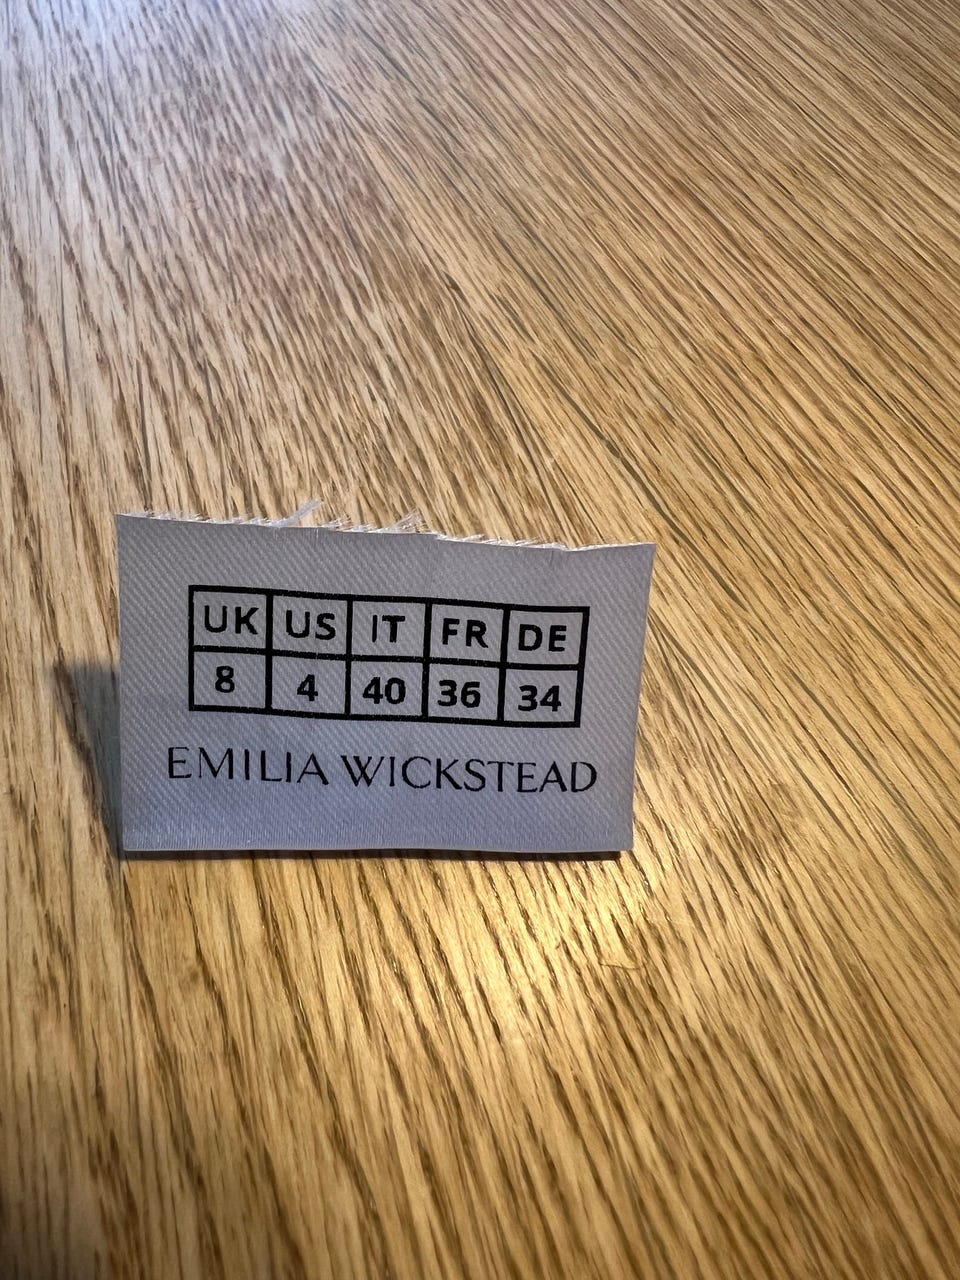 UK US IT FR DE
8 4 40 36 34
EMILIA WICKSTEAD